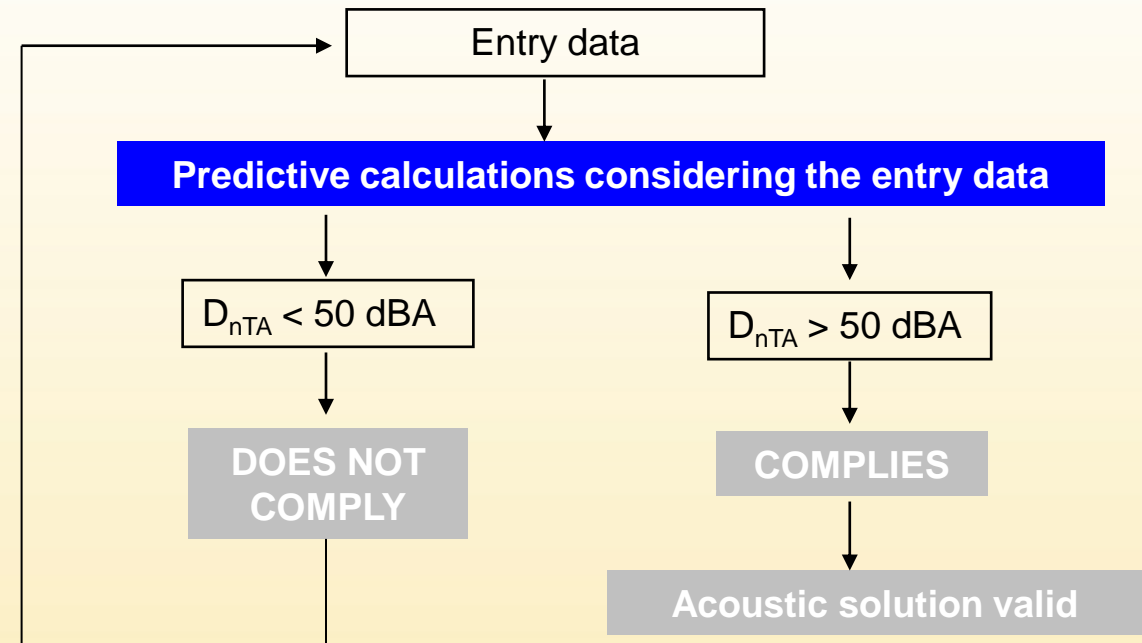 Entry data
Predictive calculations considering the entry data
DnTA < 50 dBA
DnTA > 50 dBA
DOES NOT
COMPLY
COMPLIES
Acoustic solution valid